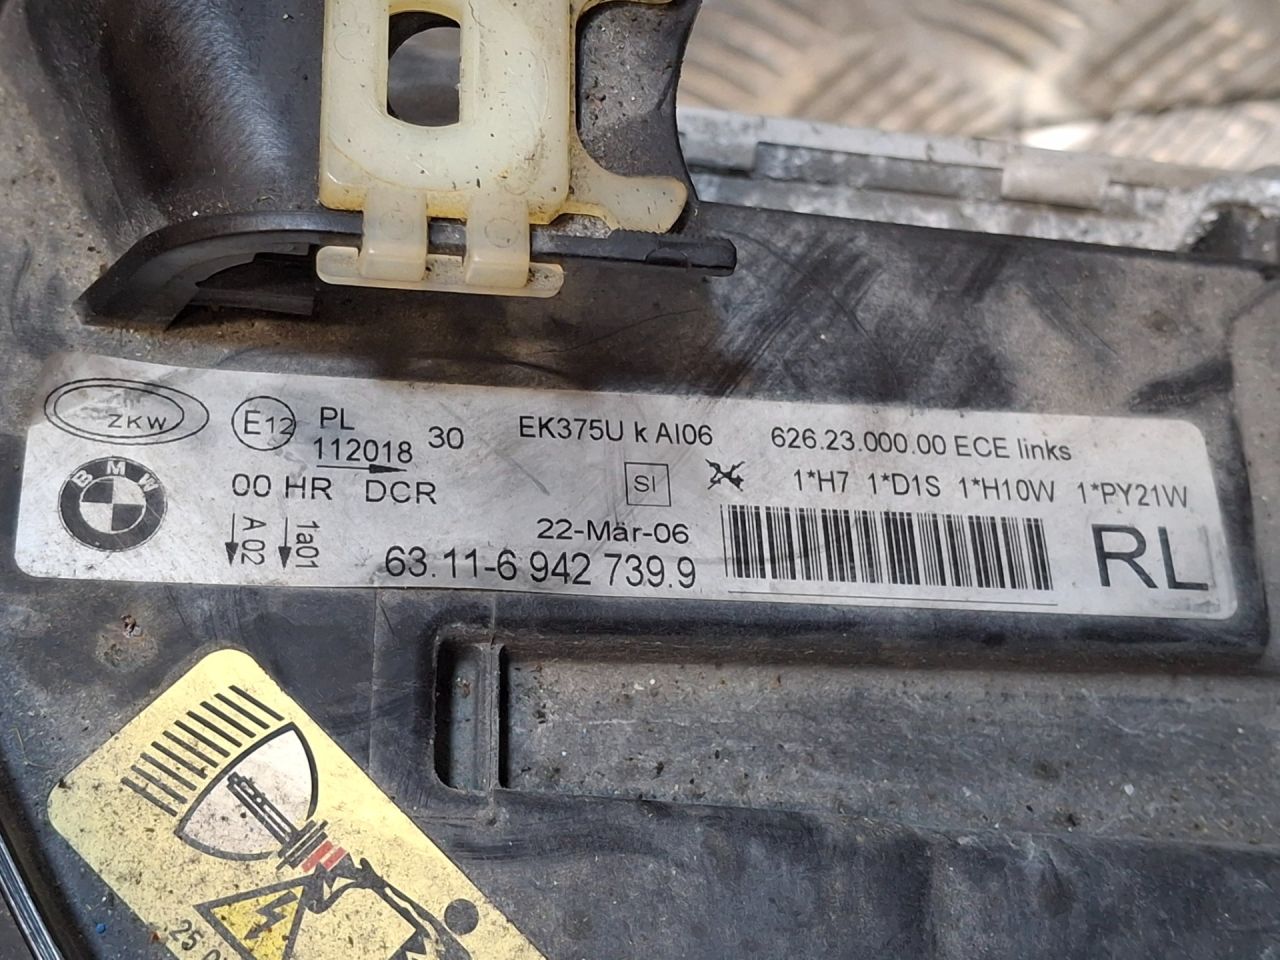 ZKW
E12
PL
112018
30
EK375U k AI06
626.23.000.00 ECE links
BMW
00 HR DCR
SI
1*H7 1*D1S 1*H10W 1*PY21W
A 02
1a01
22-Mär-06
63.11-6 942 739.9
RL